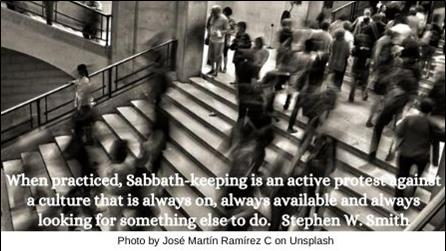 When practiced, Sabbath-keeping is an active protest against
a culture that is always on, always available and always
looking for something else to do.   Stephen W. Smith
Photo by José Martín Ramírez C on Unsplash